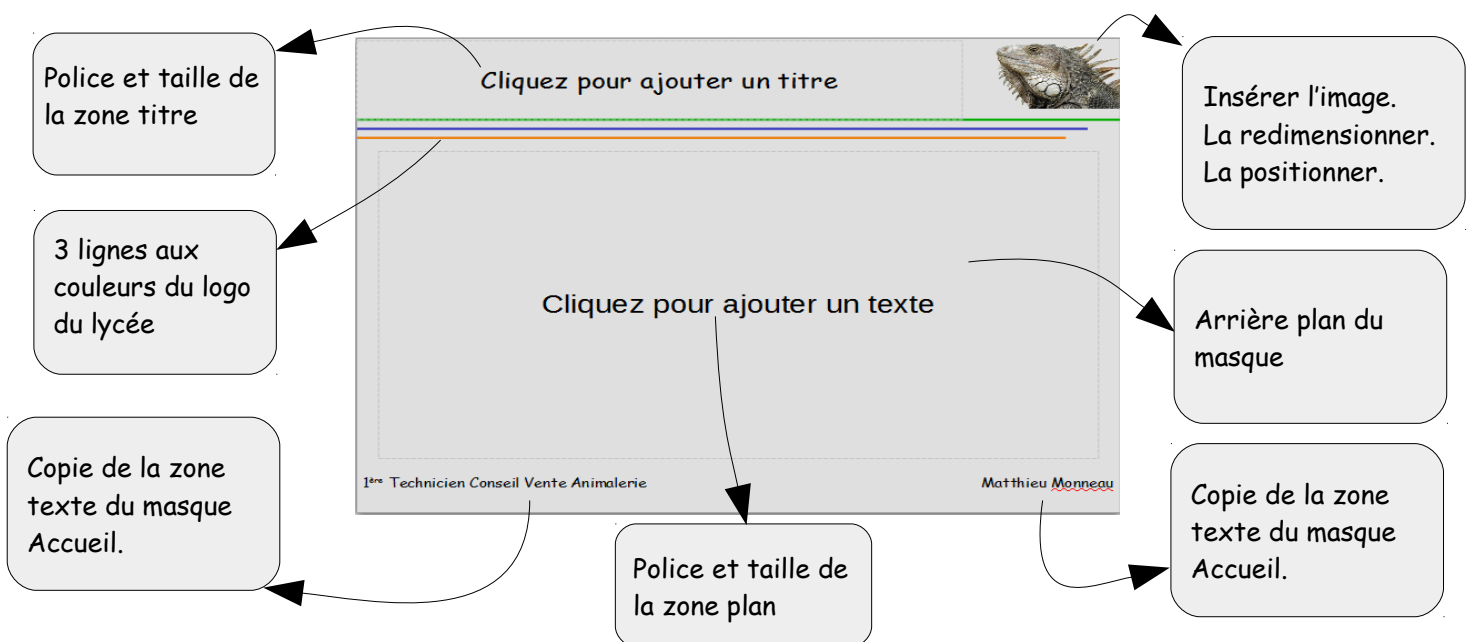 Police et taille de
la zone titre
Cliquez pour ajouter un titre
Insérer l'image.
La redimensionner.
La positionner.
3 lignes aux
couleurs du logo
du lycée
Cliquez pour ajouter un texte
Arrière plan du
masque
Copie de la zone
texte du masque
Accueil.
1ère Technicien Conseil Vente Animalerie
Matthieu Monneau
Police et taille de
la zone plan
Copie de la zone
texte du masque
Accueil.